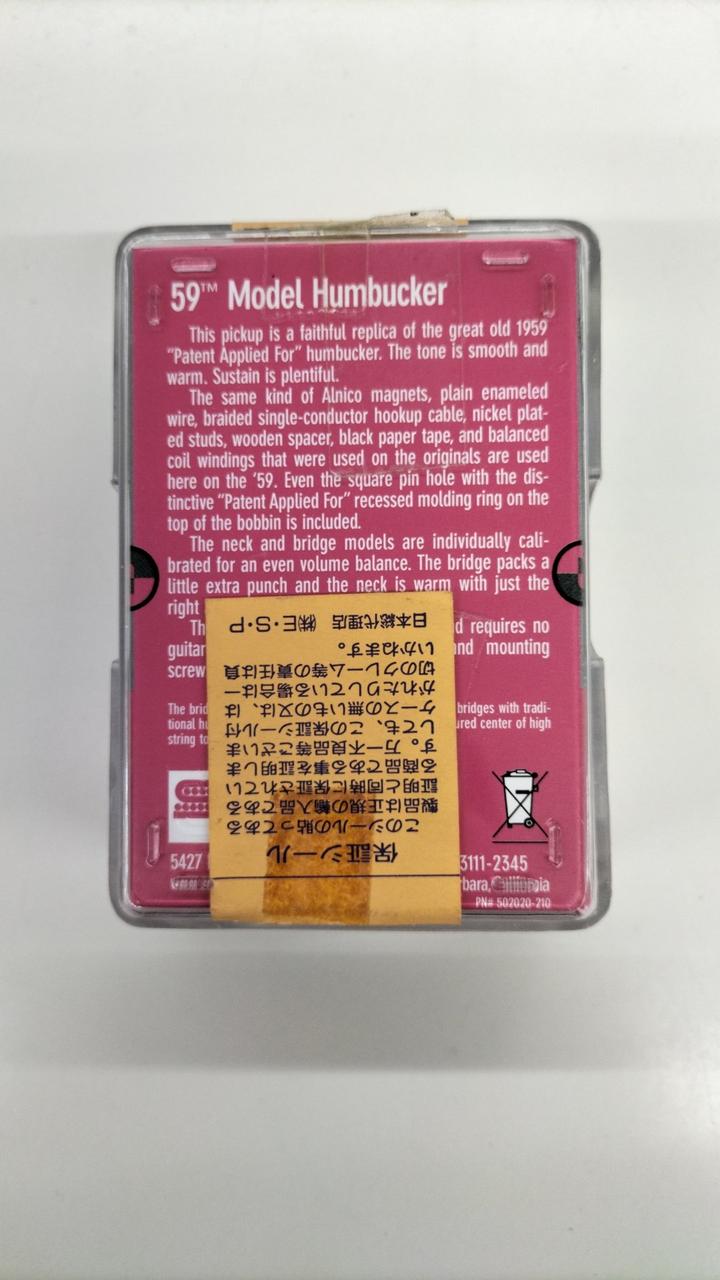 59™ Model Humbucker
This pickup is a faithful replica of the great old 1959
“Patent Applied For” humbucker. The tone is smooth and
warm. Sustain is plentiful.
The same kind of Alnico magnets, plain enameled
wire, braided single-conductor hookup cable, nickel plat-
ed studs, wooden spacer, black paper tape, and balanced
coil windings that were used on the originals are used
here on the ‘59. Even the square pin hole with the dis-
tinctive “Patent Applied For” recessed molding ring on the
top of the bobbin is included.
The neck and bridge models are individually cali-
brated for an even volume balance. The bridge packs a
little extra punch and the neck is warm with just the
right
requires no
guitar mounting
screw
The bridges with tradi-
tional center of high
string to
5427 3111-2345
PN# 502020-210
保証シール
このシールの貼ってある
製品は正規の輸入品である
証明と同時に保証されてい
る商品である事を証明しま
す。万一不良品等ございま
しても、この保証シール付
ケースの無いもの又は、は
がれたりしている場合は一
切のクレーム等の責任は負
いかねます。
日本総代理店 ㈱E・S・P